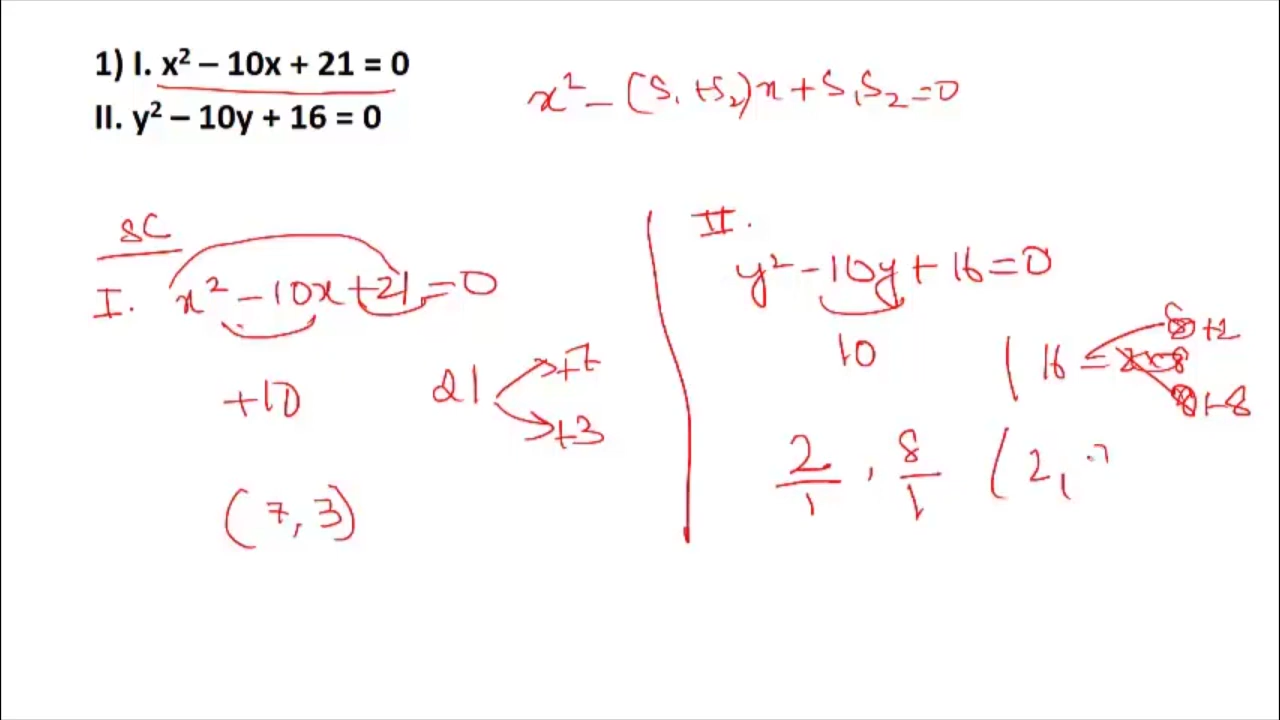 1) I. x² – 10x + 21 = 0
II. y² – 10y + 16 = 0
x² – (S₁ + S₂)x + S₁S₂ = 0
SC
I. x² – 10x + 21 = 0
+10
21 +7
+3
(7, 3)
II.
y² – 10y + 16 = 0
10
16 = +2
+8
2/1 , 8/1 (2,